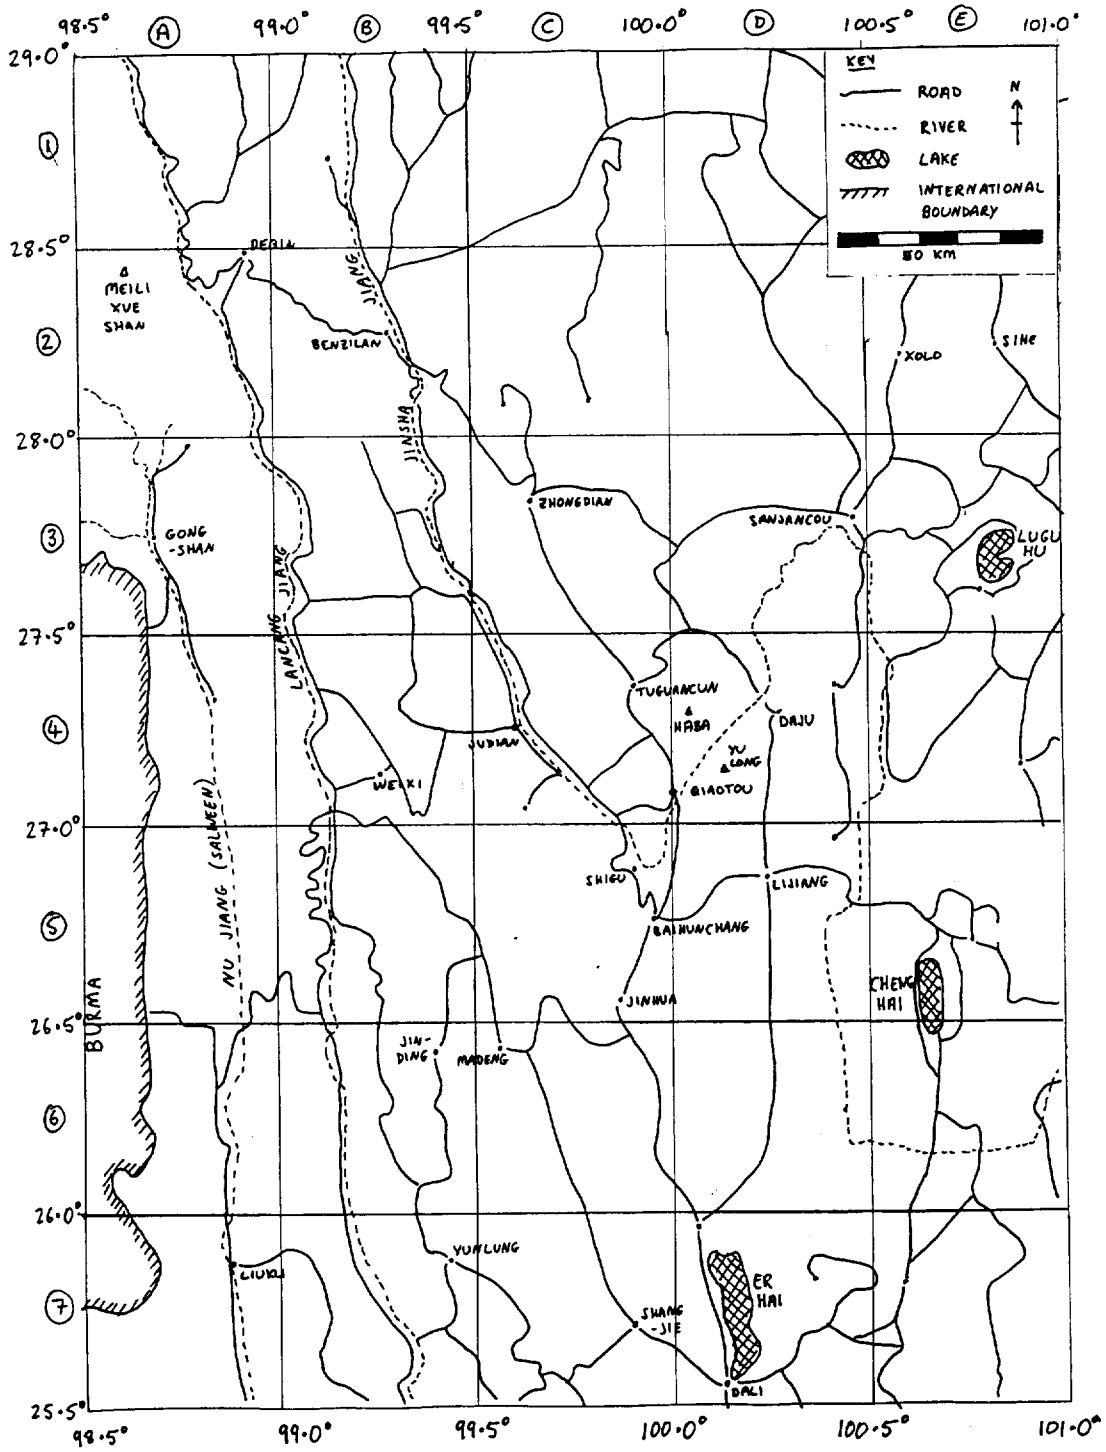 98.5° Ⓐ 99.0° Ⓑ 99.5° Ⓒ 100.0° Ⓓ 100.5° Ⓔ 101.0°
29.0°
KEY
ROAD
N
RIVER
LAKE
INTERNATIONAL
BOUNDARY
50 KM
①
28.5°
DEQIN
MEILI
XUE
SHAN
JIANG
②
BENZILAN
XOLO
SIHE
28.0°
JINSHA
ZHONGDIAN
③
GONG
-SHAN
LUGU
HU
LANCANG JIANG
27.5°
TUGUANCUN
HABA
DAJU
④
JUDIAN
YU
LONG
WEIXI
QIAOTOU
NU JIANG (SALWEEN)
27.0°
SHIGU
LIJIANG
⑤
BAIHUNCHANG
CHENG
HAI
JINHUA
BURMA
26.5°
JIN-
DING
MADENG
⑥
26.0°
YUNLUNG
LIUKU
ER
HAI
⑦
SHANG
-JIE
DALI
25.5°
98.5° 99.0° 99.5° 100.0° 100.5° 101.0°